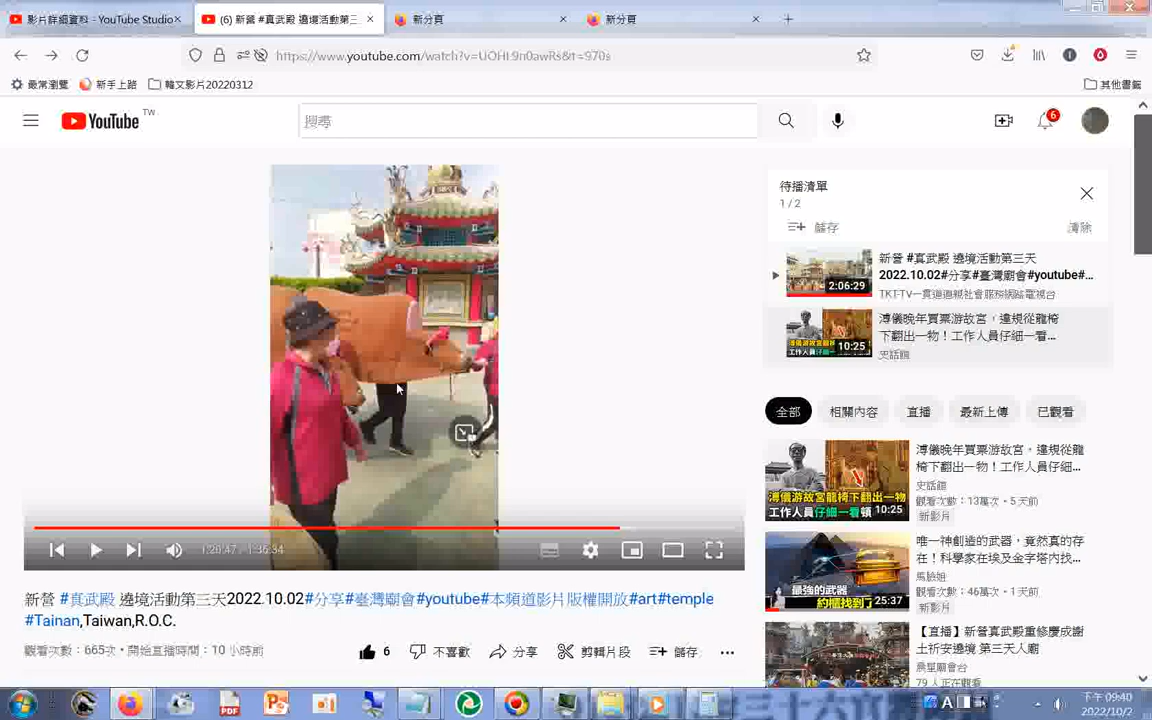 影片詳細資料 - YouTube Studio
(6) 新營 #真武殿 遶境活動第三
新分頁
新分頁
https://www.youtube.com/watch?v=UOHL9n0awRs&t=970s
最常瀏覽
新手上路
韓文影片20220312
其他書籤
YouTube TW
搜尋
6
待播清單
1 / 2
儲存
清除
新營 #真武殿 遶境活動第三天
2022.10.02#分享#臺灣廟會#youtube#...
TKT-TV一貫道道親社會服務網路電視台
2:06:29
溥儀晚年買票游故宮，違規從龍椅
下翻出一物！工作人員仔細一看...
史話館
10:25
全部
相關內容
直播
最新上傳
已觀看
溥儀晚年買票游故宮，違規從龍
椅下翻出一物！工作人員仔細...
史話館
觀看次數：13萬次 • 5 天前
新影片
溥儀游故宮龍椅下翻出一物
工作人員仔細一看頓
10:25
唯一神創造的武器，竟然真的存
在！科學家在埃及金字塔內找...
馬臉姐
觀看次數：46萬次 • 1 天前
新影片
最強的武器
約櫃找到了
25:37
【直播】新營真武殿重修慶成謝
土祈安遶境 第三天入廟
晨星廟會台
79 人正在觀看
1:20:47 / 1:36:34
新營 #真武殿 遶境活動第三天2022.10.02#分享#臺灣廟會#youtube#本頻道影片版權開放#art#temple
#Tainan,Taiwan,R.O.C.
觀看次數：665次 • 開始直播時間：10 小時前
6
不喜歡
分享
剪輯片段
儲存
下午 09:40
2022/10/2